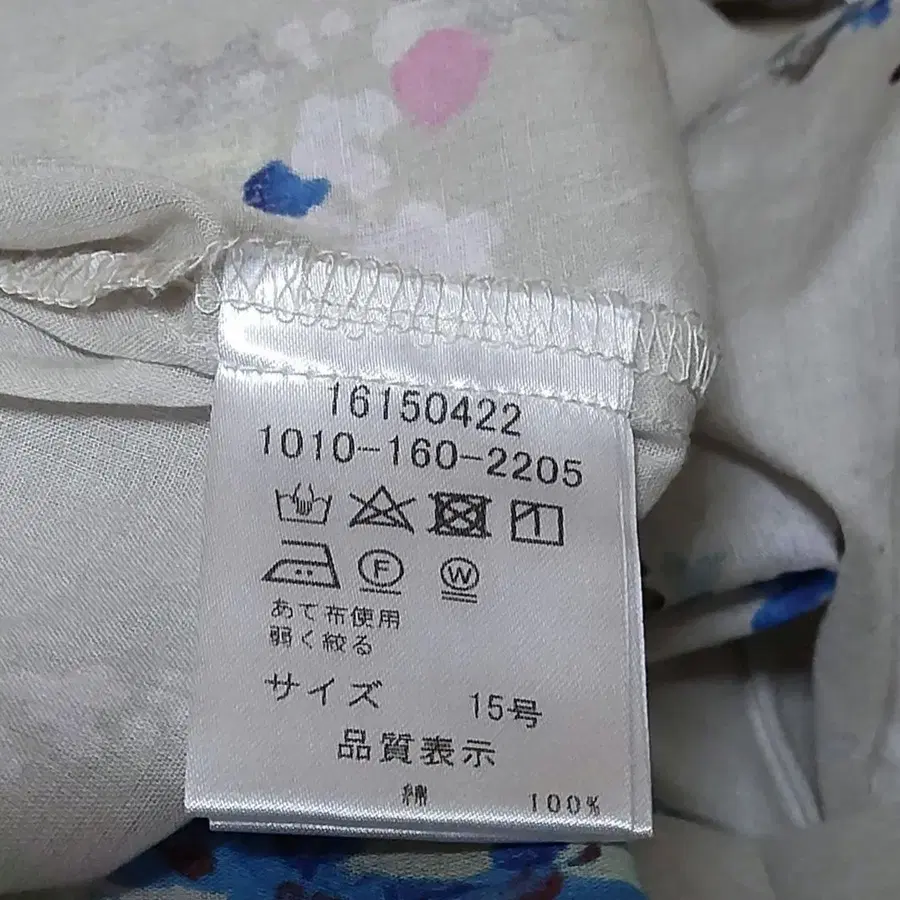 16150422
1010-160-2205
F W
あて布使用
弱く絞る
サイズ 15号
品質表示
綿 100%